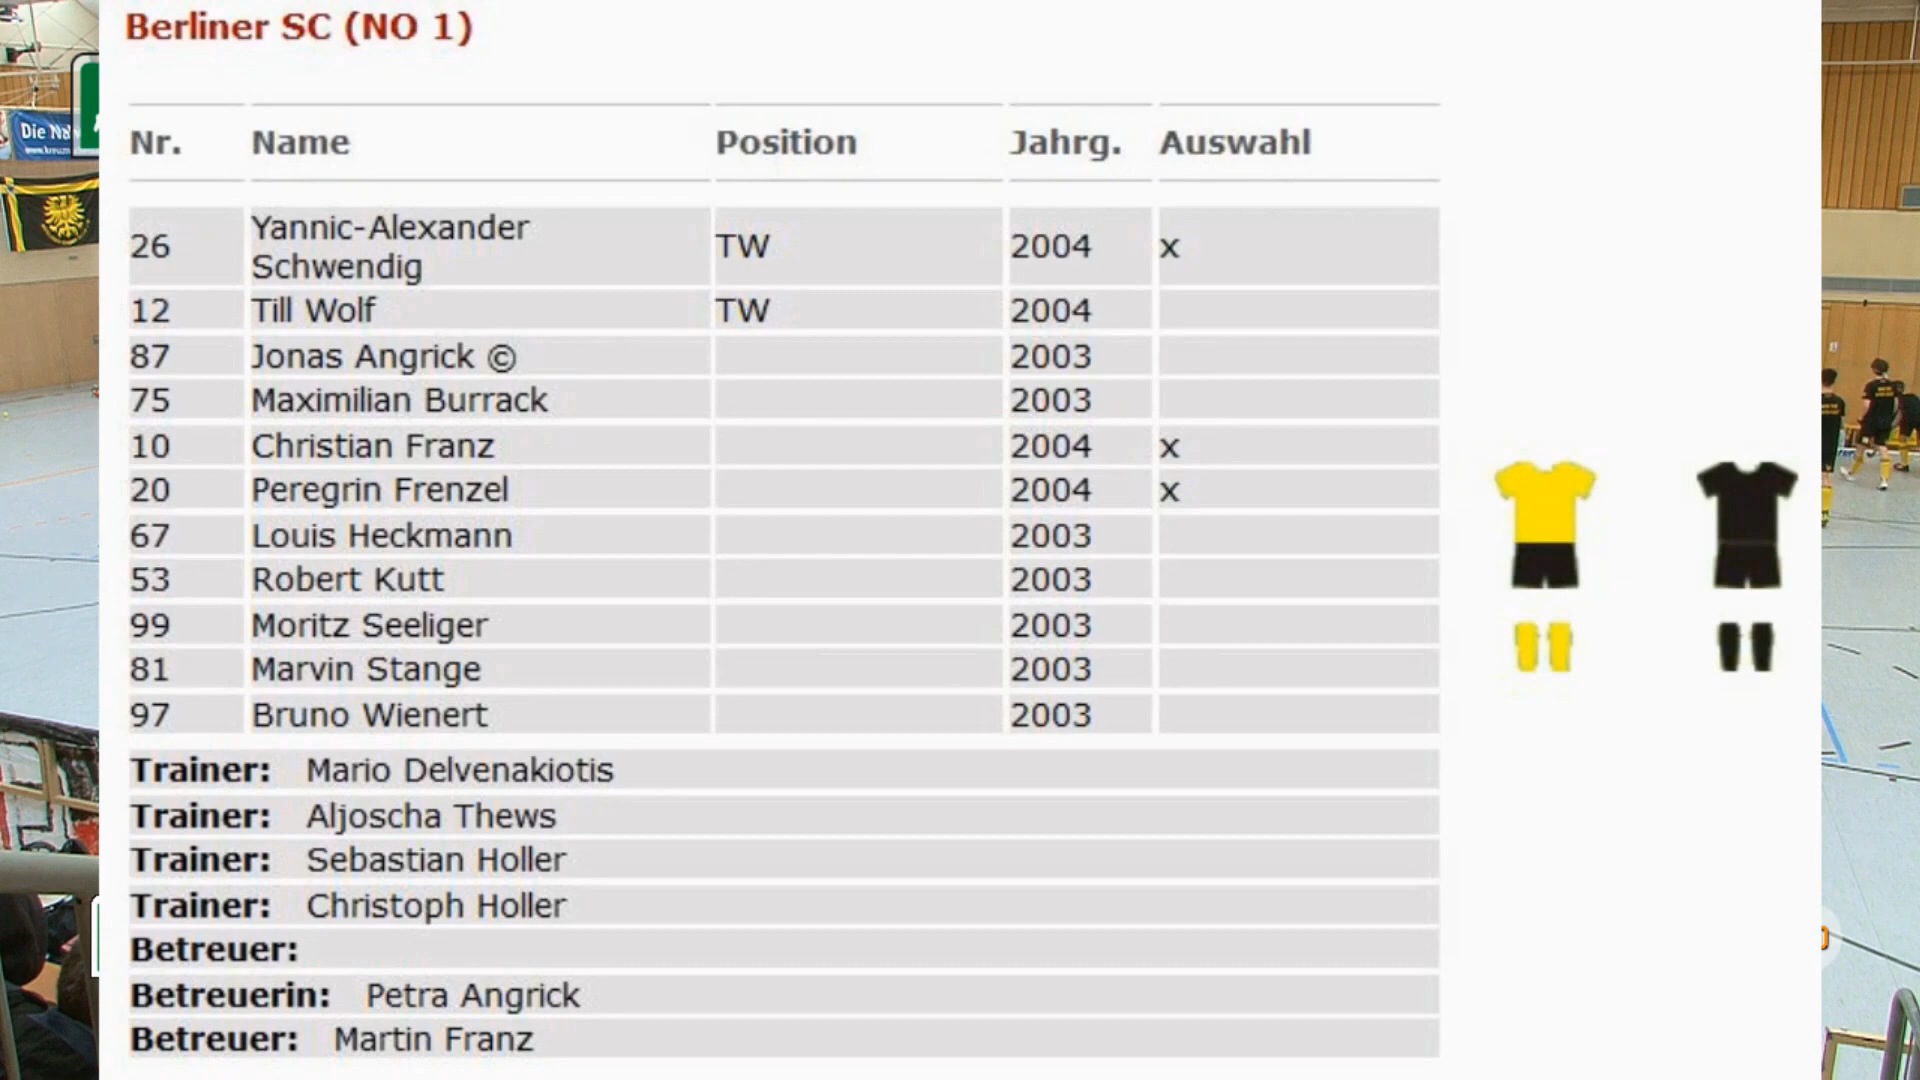 Berliner SC (NO 1)
Nr. Name Position Jahrg. Auswahl
26 Yannic-Alexander Schwendig TW 2004 x
12 Till Wolf TW 2004
87 Jonas Angrick © 2003
75 Maximilian Burrack 2003
10 Christian Franz 2004 x
20 Peregrin Frenzel 2004 x
67 Louis Heckmann 2003
53 Robert Kutt 2003
99 Moritz Seeliger 2003
81 Marvin Stange 2003
97 Bruno Wienert 2003
Trainer: Mario Delvenakiotis
Trainer: Aljoscha Thews
Trainer: Sebastian Holler
Trainer: Christoph Holler
Betreuer:
Betreuerin: Petra Angrick
Betreuer: Martin Franz
Die